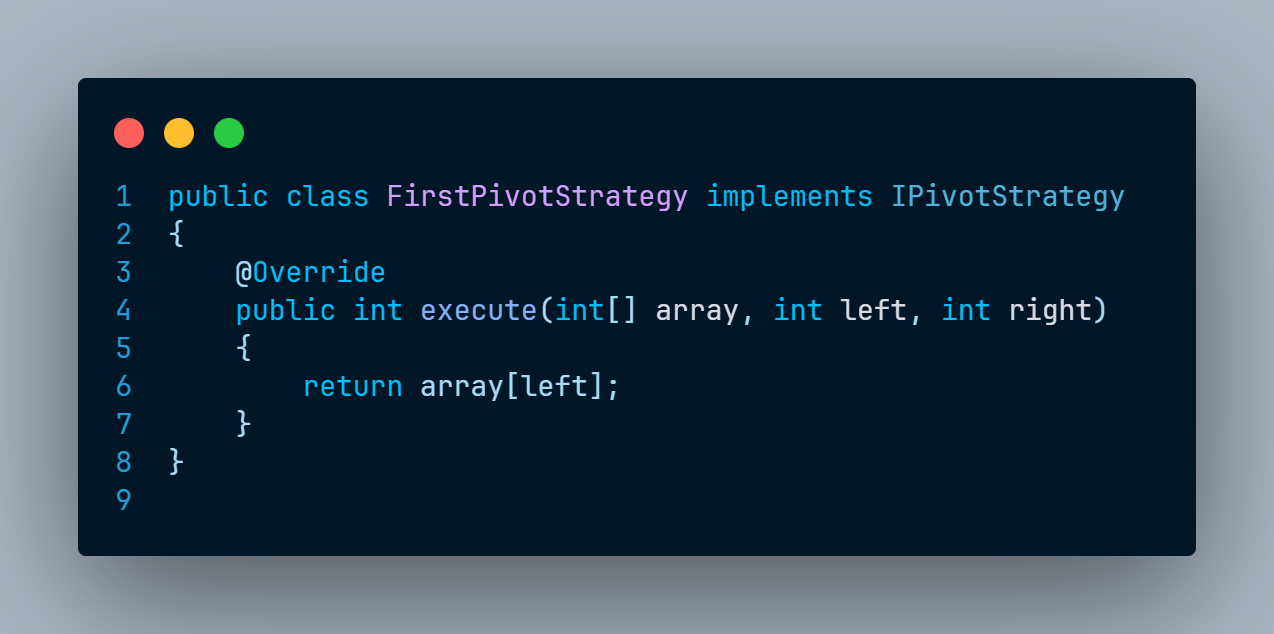 1 public class FirstPivotStrategy implements IPivotStrategy
2 {
3     @Override
4     public int execute(int[] array, int left, int right)
5     {
6         return array[left];
7     }
8 }
9